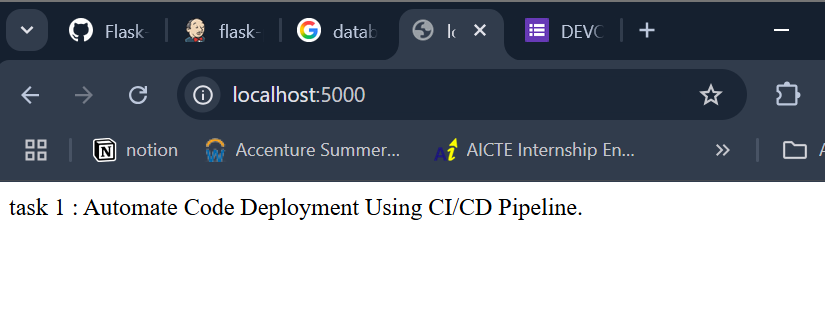 Flask-
flask-
datab
DEVC
localhost:5000
notion
Accenture Summer...
AICTE Internship En...
task 1 : Automate Code Deployment Using CI/CD Pipeline.